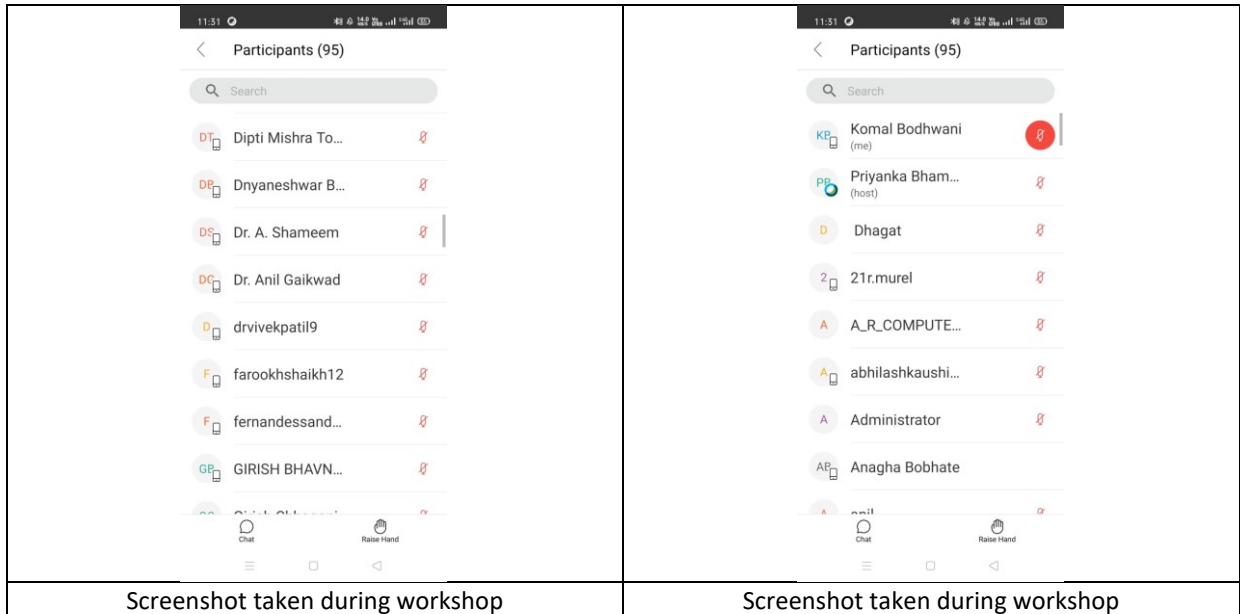 11:31
Participants (95)
Search
DT Dipti Mishra To...
DB Dnyaneshwar B...
DS Dr. A. Shameem
DG Dr. Anil Gaikwad
D drvivekpatil9
F farookhshaikh12
F fernandessand...
GB GIRISH BHAVN...
Chat
Raise Hand
Screenshot taken during workshop
11:31
Participants (95)
Search
KB Komal Bodhwani
(me)
PB Priyanka Bham...
(host)
D Dhagat
2 21r.murel
A A_R_COMPUTE...
A abhilashkaushi...
A Administrator
AB Anagha Bobhate
Chat
Raise Hand
Screenshot taken during workshop